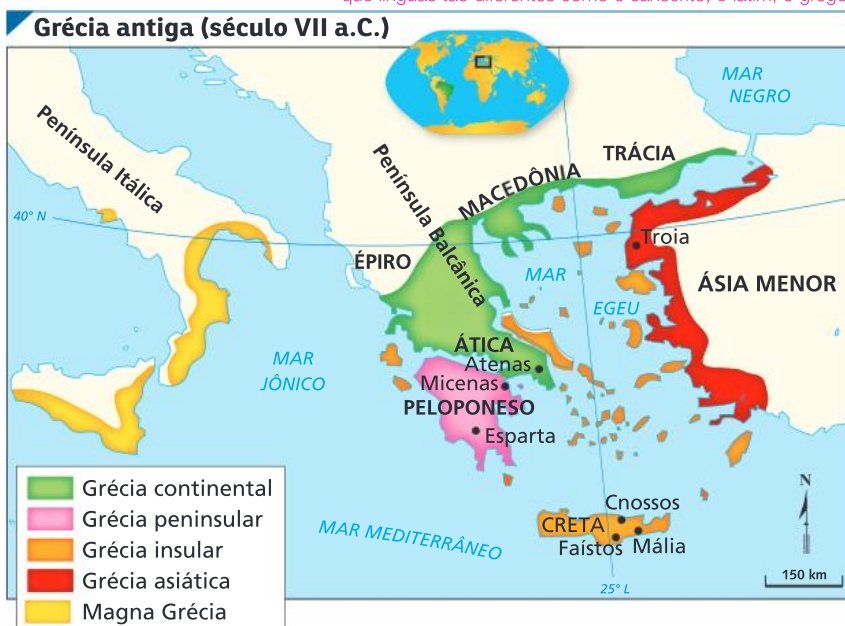 Grécia antiga (século VII a.C.)
MAR
NEGRO
Península Itálica
Península Balcânica
MACEDÔNIA
TRÁCIA
40° N
ÉPIRO
Troia
MAR
EGEU
ÁSIA MENOR
MAR
JÔNICO
ÁTICA
Atenas
Micenas
PELOPONESO
Esparta
Grécia continental
Grécia peninsular
Grécia insular
Grécia asiática
Magna Grécia
MAR MEDITERRÂNEO
Cnossos
CRETA
Faístos
Mália
25° L
N
150 km